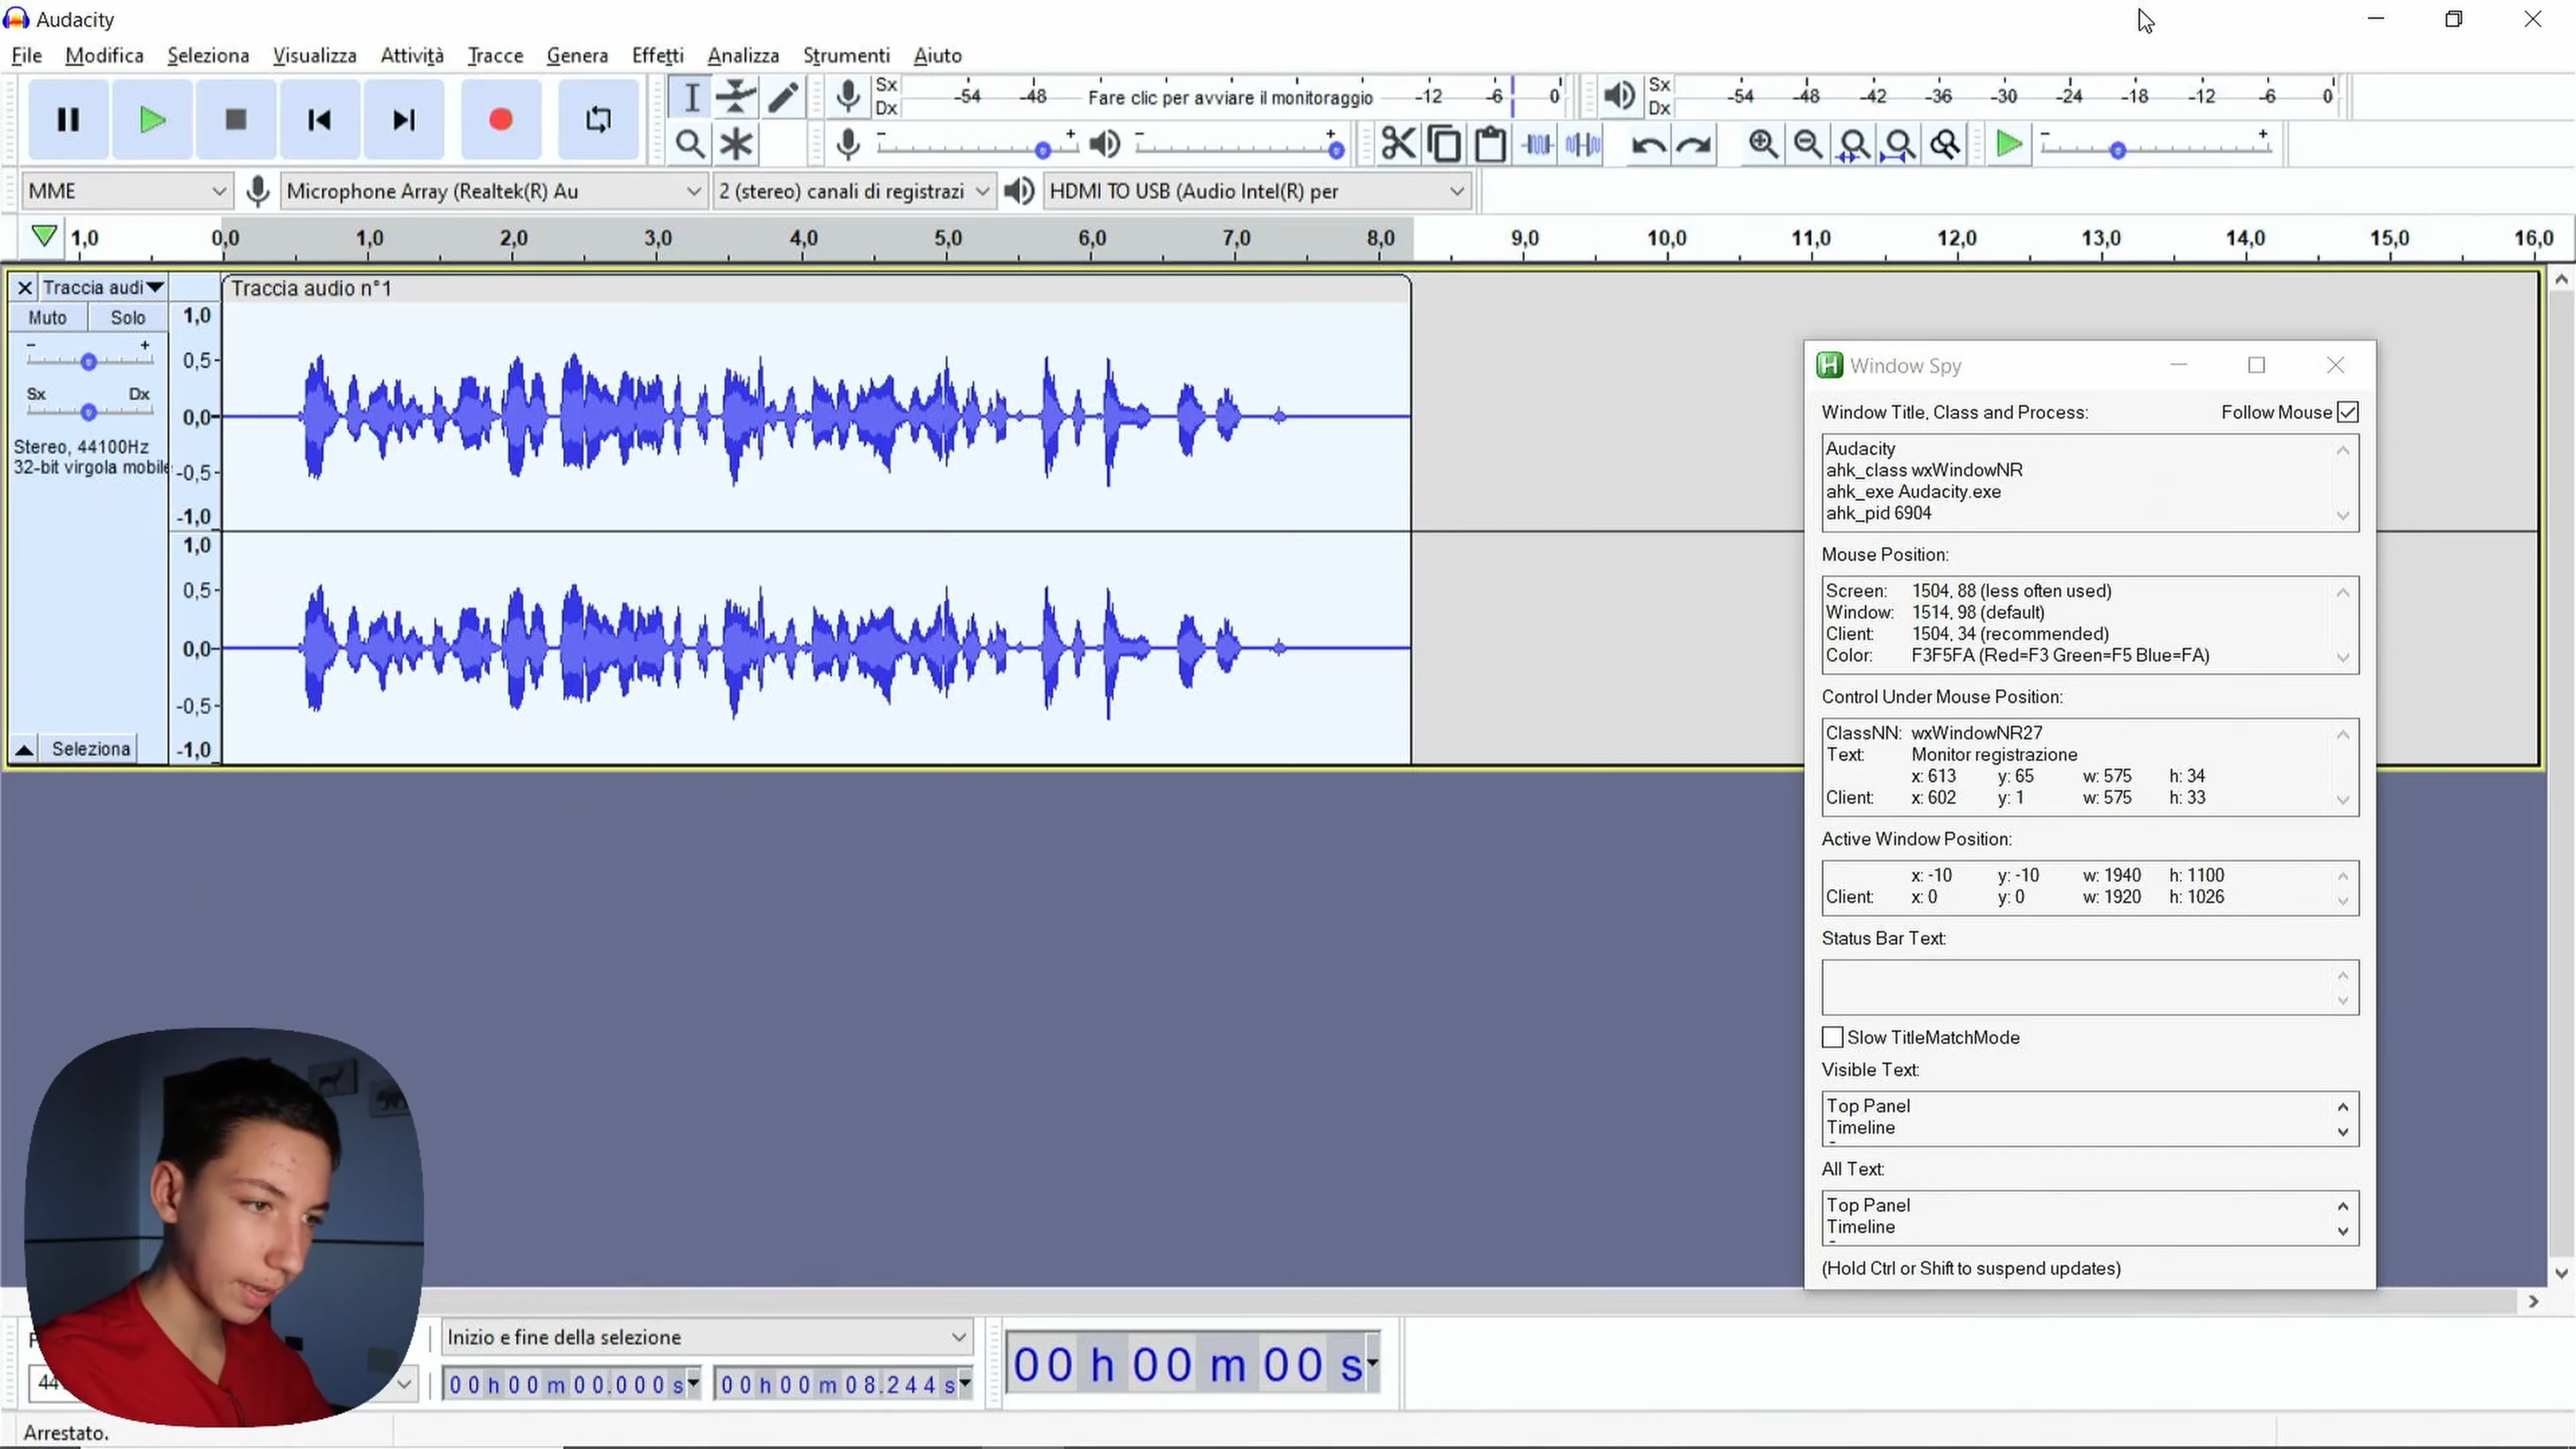 Audacity
File Modifica Seleziona Visualizza Attività Tracce Genera Effetti Analizza Strumenti Aiuto
Sx
Dx
-54 -48 Fare clic per avviare il monitoraggio -12 -6 0
Sx
Dx
-54 -48 -42 -36 -30 -24 -18 -12 -6 0
- + - + - +
MME Microphone Array (Realtek(R) Au 2 (stereo) canali di registrazi HDMI TO USB (Audio Intel(R) per
1,0 0,0 1,0 2,0 3,0 4,0 5,0 6,0 7,0 8,0 9,0 10,0 11,0 12,0 13,0 14,0 15,0 16,0
Traccia audi
Traccia audio n°1
Muto Solo
- +
Sx Dx
Stereo, 44100Hz
32-bit virgola mobile
Seleziona
1,0
0,5
0,0
-0,5
-1,0
1,0
0,5
0,0
-0,5
-1,0
Window Spy
Window Title, Class and Process: Follow Mouse
Audacity
ahk_class wxWindowNR
ahk_exe Audacity.exe
ahk_pid 6904
Mouse Position:
Screen: 1504, 88 (less often used)
Window: 1514, 98 (default)
Client: 1504, 34 (recommended)
Color: F3F5FA (Red=F3 Green=F5 Blue=FA)
Control Under Mouse Position:
ClassNN: wxWindowNR27
Text: Monitor registrazione
x: 613 y: 65 w: 575 h: 34
Client: x: 602 y: 1 w: 575 h: 33
Active Window Position:
x: -10 y: -10 w: 1940 h: 1100
Client: x: 0 y: 0 w: 1920 h: 1026
Status Bar Text:
Slow TitleMatchMode
Visible Text:
Top Panel
Timeline
All Text:
Top Panel
Timeline
(Hold Ctrl or Shift to suspend updates)
Inizio e fine della selezione
44
00 h 00 m 00.000 s 00 h 00 m 08.244 s
00 h 00 m 00 s
Arrestato.